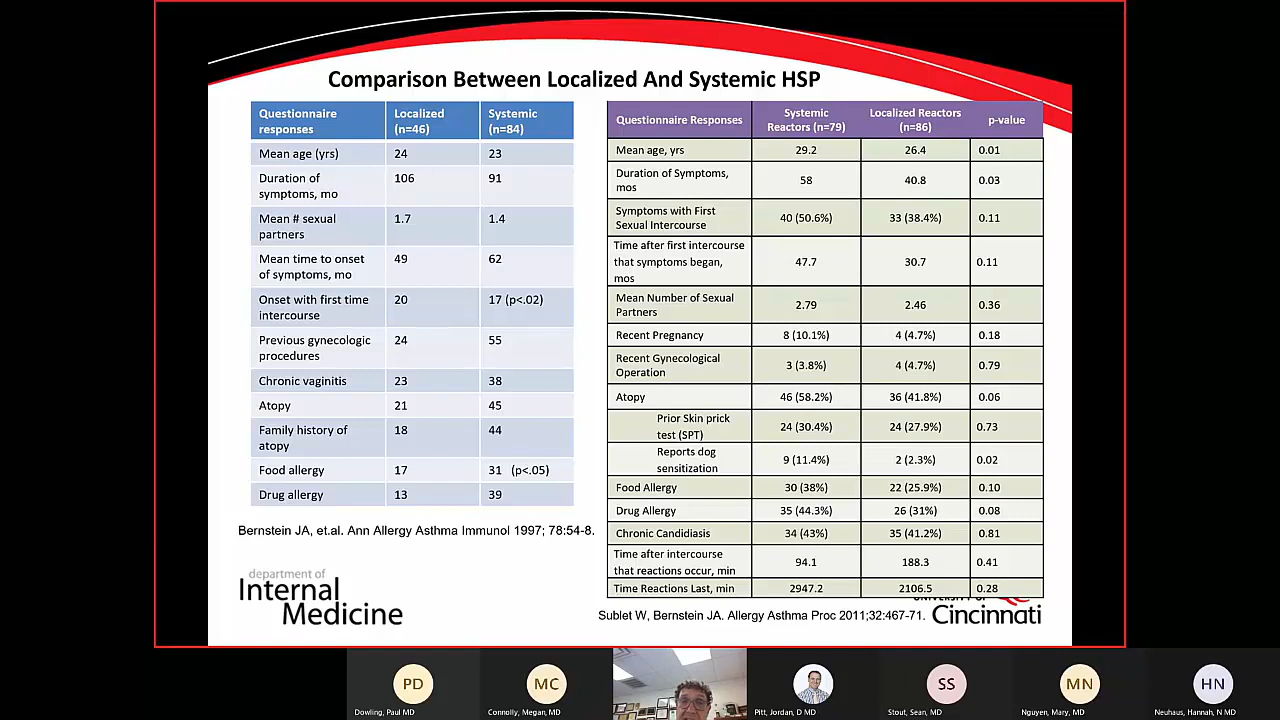 Comparison Between Localized And Systemic HSP
Questionnaire responses | Localized (n=46) | Systemic (n=84)
Mean age (yrs) | 24 | 23
Duration of symptoms, mo | 106 | 91
Mean # sexual partners | 1.7 | 1.4
Mean time to onset of symptoms, mo | 49 | 62
Onset with first time intercourse | 20 | 17 (p<.02)
Previous gynecologic procedures | 24 | 55
Chronic vaginitis | 23 | 38
Atopy | 21 | 45
Family history of atopy | 18 | 44
Food allergy | 17 | 31 (p<.05)
Drug allergy | 13 | 39
Bernstein JA, et.al. Ann Allergy Asthma Immunol 1997; 78:54-8.
Questionnaire Responses | Systemic Reactors (n=79) | Localized Reactors (n=86) | p-value
Mean age, yrs | 29.2 | 26.4 | 0.01
Duration of Symptoms, mos | 58 | 40.8 | 0.03
Symptoms with First Sexual Intercourse | 40 (50.6%) | 33 (38.4%) | 0.11
Time after first intercourse that symptoms began, mos | 47.7 | 30.7 | 0.11
Mean Number of Sexual Partners | 2.79 | 2.46 | 0.36
Recent Pregnancy | 8 (10.1%) | 4 (4.7%) | 0.18
Recent Gynecological Operation | 3 (3.8%) | 4 (4.7%) | 0.79
Atopy | 46 (58.2%) | 36 (41.8%) | 0.06
Prior Skin prick test (SPT) | 24 (30.4%) | 24 (27.9%) | 0.73
Reports dog sensitization | 9 (11.4%) | 2 (2.3%) | 0.02
Food Allergy | 30 (38%) | 22 (25.9%) | 0.10
Drug Allergy | 35 (44.3%) | 26 (31%) | 0.08
Chronic Candidiasis | 34 (43%) | 35 (41.2%) | 0.81
Time after intercourse that reactions occur, min | 94.1 | 188.3 | 0.41
Time Reactions Last, min | 2947.2 | 2106.5 | 0.28
Sublet W, Bernstein JA. Allergy Asthma Proc 2011;32:467-71.
department of
Internal
Medicine
Cincinnati
PD
MC
SS
MN
HN
Dowling, Paul MD
Connolly, Megan, MD
Pitt, Jordan, D MD
Stout, Sean, MD
Nguyen, Mary, MD
Neuhaus, Hannah, N MD